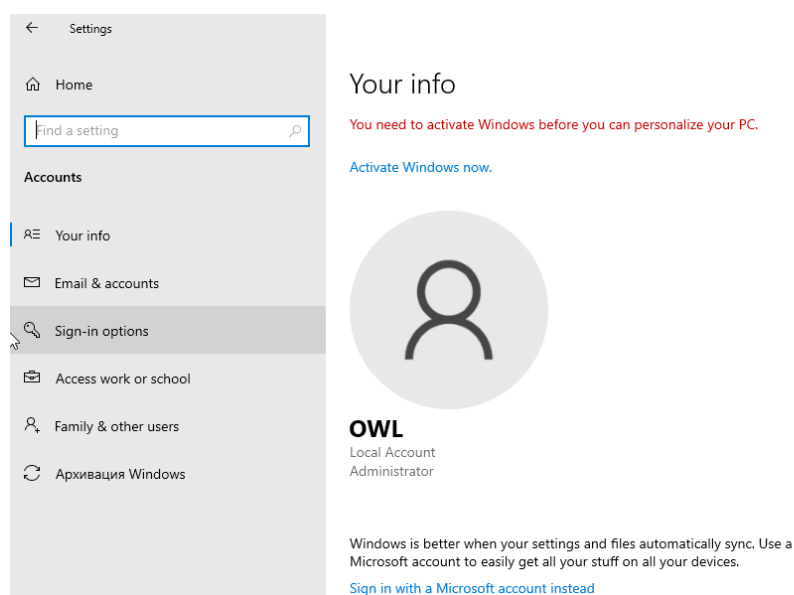 Settings
Home
Find a setting
Accounts
Your info
Email & accounts
Sign-in options
Access work or school
Family & other users
Архивация Windows
Your info
You need to activate Windows before you can personalize your PC.
Activate Windows now.
OWL
Local Account
Administrator
Windows is better when your settings and files automatically sync. Use a
Microsoft account to easily get all your stuff on all your devices.
Sign in with a Microsoft account instead